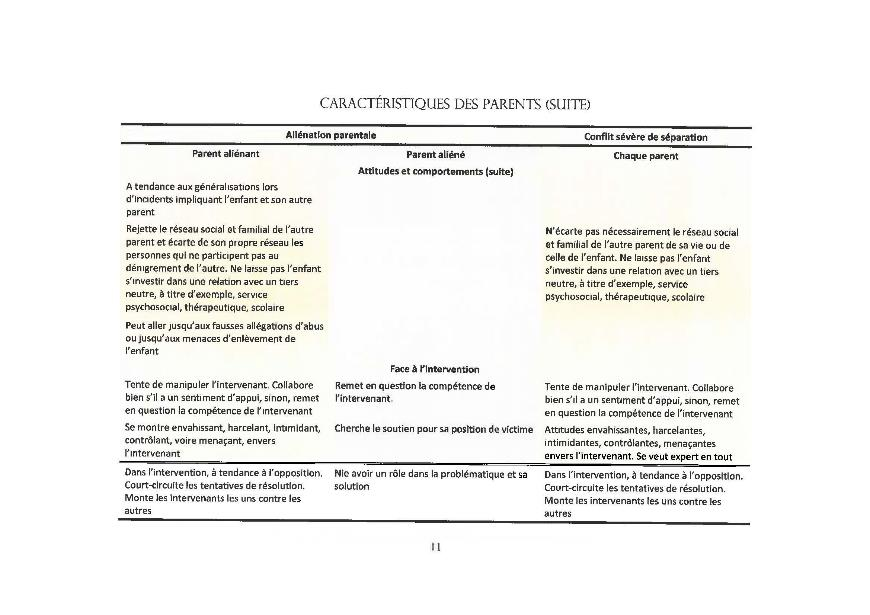 CARACTÉRISTIQUES DES PARENTS (SUITE)
Aliénation parentale
Conflit sévère de séparation
Parent aliénant
Parent aliéné
Chaque parent
Attitudes et comportements (suite)
A tendance aux généralisations lors
d'incidents impliquant l'enfant et son autre
parent
Rejette le réseau social et familial de l'autre
parent et écarte de son propre réseau les
personnes qui ne participent pas au
dénigrement de l'autre. Ne laisse pas l'enfant
s'investir dans une relation avec un tiers
neutre, à titre d'exemple, service
psychosocial, thérapeutique, scolaire
N'écarte pas nécessairement le réseau social
et familial de l'autre parent de sa vie ou de
celle de l'enfant. Ne laisse pas l'enfant
s'investir dans une relation avec un tiers
neutre, à titre d'exemple, service
psychosocial, thérapeutique, scolaire
Peut aller jusqu'aux fausses allégations d'abus
ou jusqu'aux menaces d'enlèvement de
l'enfant
Face à l'intervention
Tente de manipuler l'intervenant. Collabore
bien s'il a un sentiment d'appui, sinon, remet
en question la compétence de l'intervenant
Remet en question la compétence de
l'intervenant.
Tente de manipuler l'intervenant. Collabore
bien s'il a un sentiment d'appui, sinon, remet
en question la compétence de l'intervenant
Se montre envahissant, harcelant, intimidant,
contrôlant, voire menaçant, envers
l'intervenant
Cherche le soutien pour sa position de victime
Attitudes envahissantes, harcelantes,
intimidantes, contrôlantes, menaçantes
envers l'intervenant. Se veut expert en tout
Dans l'intervention, à tendance à l'opposition.
Court-circuite les tentatives de résolution.
Monte les intervenants les uns contre les
autres
Nie avoir un rôle dans la problématique et sa
solution
Dans l'intervention, à tendance à l'opposition.
Court-circuite les tentatives de résolution.
Monte les intervenants les uns contre les
autres
11